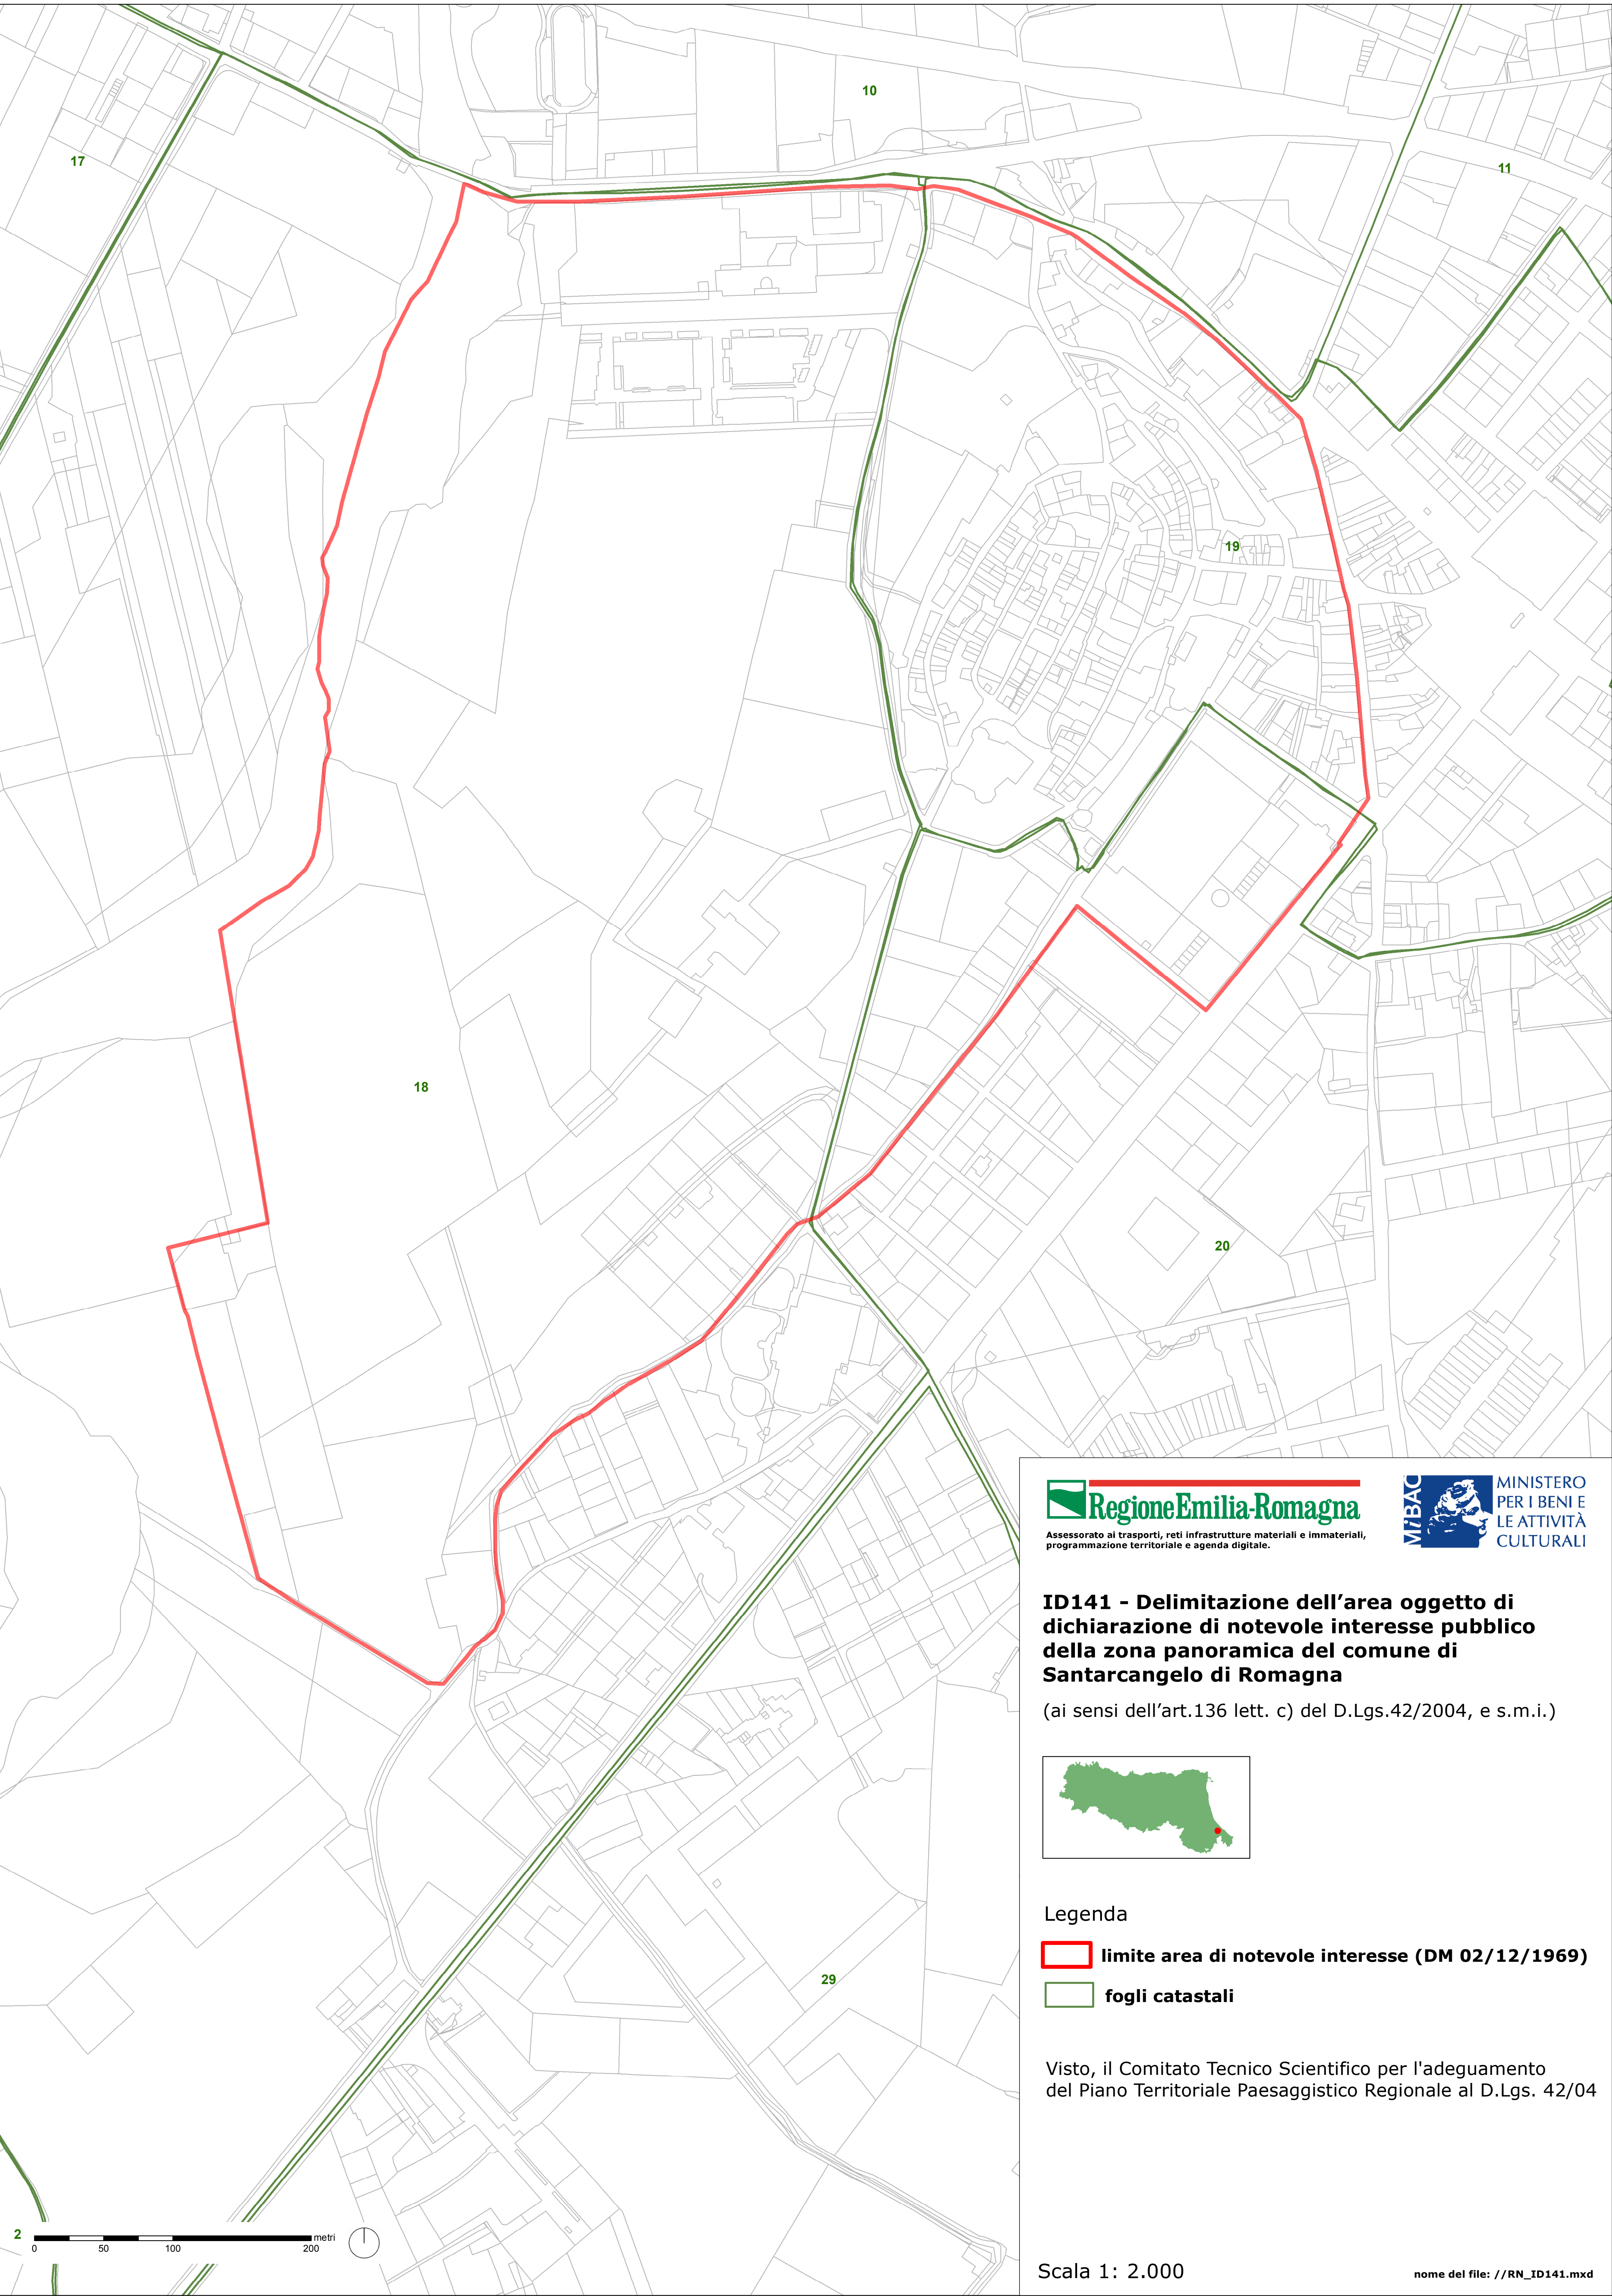 10
17
11
19
18
20
29
2
metri
0 50 100 200
RegioneEmilia-Romagna
Assessorato ai trasporti, reti infrastrutture materiali e immateriali,
programmazione territoriale e agenda digitale.
MiBAC
MINISTERO
PER I BENI E
LE ATTIVITÀ
CULTURALI
ID141 - Delimitazione dell’area oggetto di
dichiarazione di notevole interesse pubblico
della zona panoramica del comune di
Santarcangelo di Romagna
(ai sensi dell’art.136 lett. c) del D.Lgs.42/2004, e s.m.i.)
Legenda
limite area di notevole interesse (DM 02/12/1969)
fogli catastali
Visto, il Comitato Tecnico Scientifico per l'adeguamento
del Piano Territoriale Paesaggistico Regionale al D.Lgs. 42/04
Scala 1: 2.000
nome del file: //RN_ID141.mxd